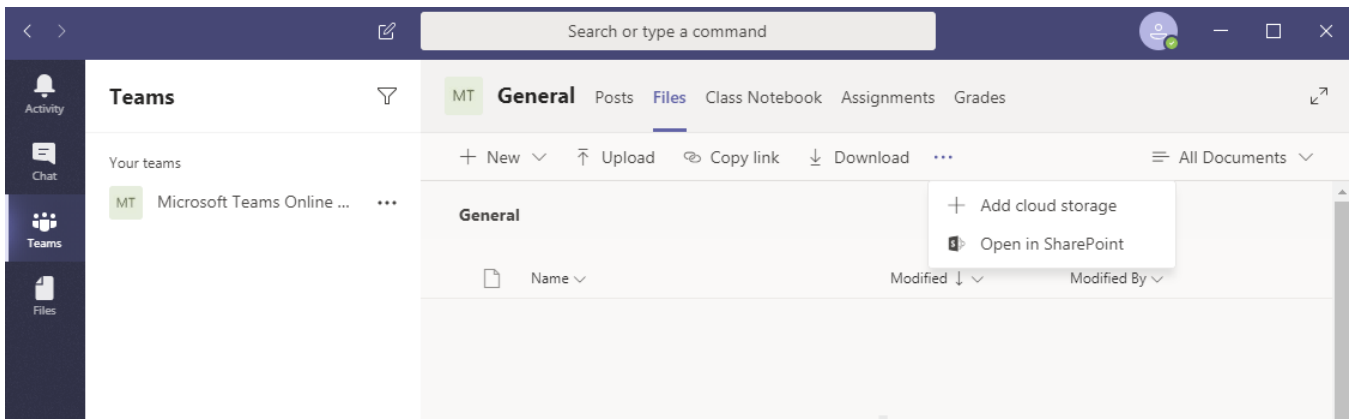 Search or type a command
Activity
Chat
Teams
Files
Teams
Your teams
MT Microsoft Teams Online ...
MT General Posts Files Class Notebook Assignments Grades
New Upload Copy link Download ... All Documents
Add cloud storage
Open in SharePoint
General
Name Modified Modified By